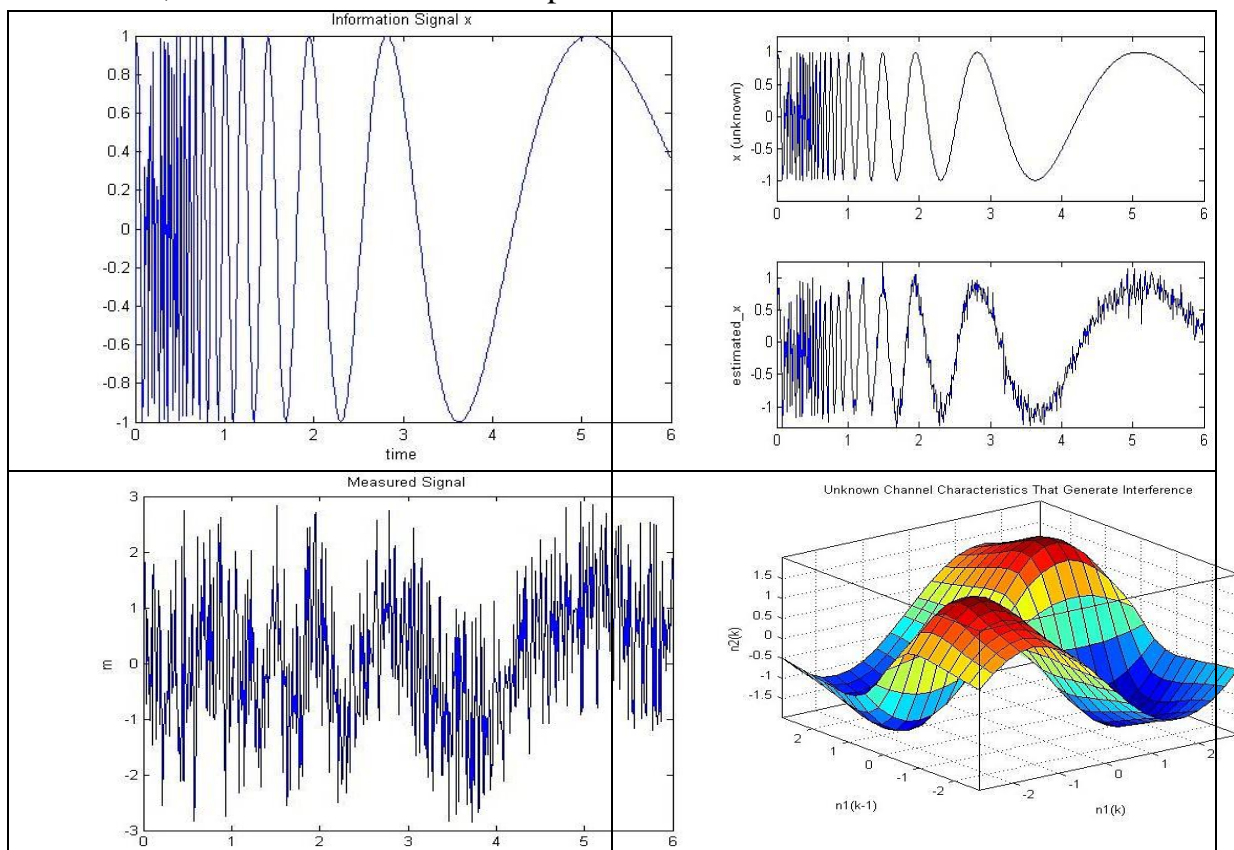 Information Signal x
1
0.8
0.6
0.4
0.2
0
-0.2
-0.4
-0.6
-0.8
-1
0 1 2 3 4 5 6
time
x (unknown)
1
0.5
0
-0.5
-1
0 1 2 3 4 5 6
estimated_x
1
0.5
0
-0.5
-1
0 1 2 3 4 5 6
Measured Signal
m
3
2
1
0
-1
-2
-3
0 1 2 3 4 5 6
Unknown Channel Characteristics That Generate Interference
n2(k)
1.5
1
0.5
0
-0.5
-1
-1.5
2 1 0 -1 -2
n1(k-1)
-2 -1 0 1 2
n1(k)